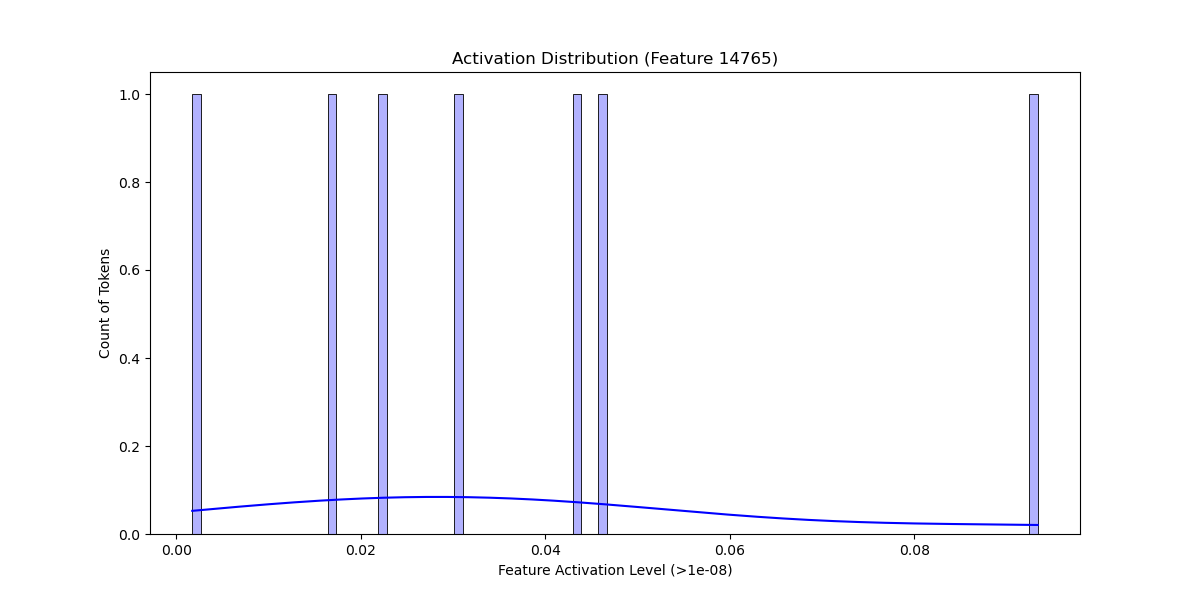 Activation Distribution (Feature 14765)
1.0
0.8
0.6
0.4
0.2
0.0
Count of Tokens
0.00 0.02 0.04 0.06 0.08
Feature Activation Level (>1e-08)